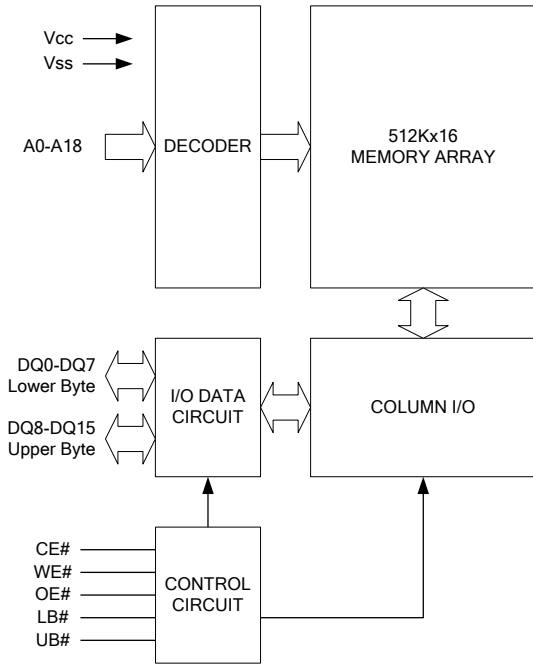 Vcc
Vss
A0-A18
DECODER
512Kx16
MEMORY ARRAY
DQ0-DQ7
Lower Byte
DQ8-DQ15
Upper Byte
I/O DATA
CIRCUIT
COLUMN I/O
CE#
WE#
OE#
LB#
UB#
CONTROL
CIRCUIT